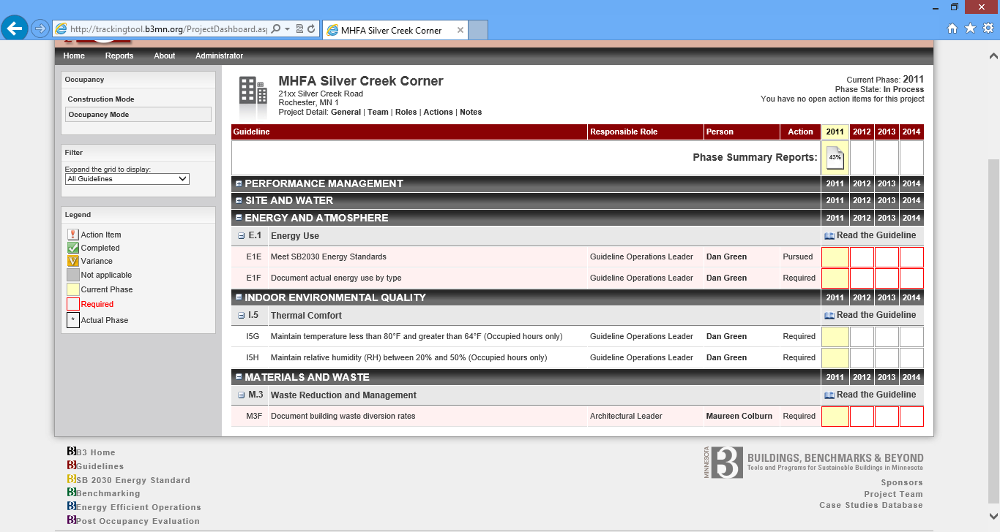 http://trackingtool.b3mn.org/ProjectDashboard.asp
MHFA Silver Creek Corner
Home Reports About Administrator
Occupancy
Construction Mode
Occupancy Mode
Filter
Expand the grid to display:
All Guidelines
Legend
Action Item
Completed
V Variance
Not applicable
Current Phase
Required
* Actual Phase
MHFA Silver Creek Corner
21xx Silver Creek Road
Rochester, MN 1
Project Detail: General | Team | Roles | Actions | Notes
Current Phase: 2011
Phase State: In Process
You have no open action items for this project
Guideline Responsible Role Person Action 2011 2012 2013 2014
Phase Summary Reports: 43%
PERFORMANCE MANAGEMENT 2011 2012 2013 2014
SITE AND WATER 2011 2012 2013 2014
ENERGY AND ATMOSPHERE 2011 2012 2013 2014
E.1 Energy Use Read the Guideline
E1E Meet SB2030 Energy Standards Guideline Operations Leader Dan Green Pursued
E1F Document actual energy use by type Guideline Operations Leader Dan Green Required
INDOOR ENVIRONMENTAL QUALITY 2011 2012 2013 2014
I.5 Thermal Comfort Read the Guideline
I5G Maintain temperature less than 80°F and greater than 64°F (Occupied hours only) Guideline Operations Leader Dan Green Required
I5H Maintain relative humidity (RH) between 20% and 50% (Occupied hours only) Guideline Operations Leader Dan Green Required
MATERIALS AND WASTE 2011 2012 2013 2014
M.3 Waste Reduction and Management Read the Guideline
M3F Document building waste diversion rates Architectural Leader Maureen Colburn Required
B3 B3 Home
B3 Guidelines
B3 SB 2030 Energy Standard
B3 Benchmarking
B3 Energy Efficient Operations
B3 Post Occupancy Evaluation
MINNESOTA B3 BUILDINGS, BENCHMARKS & BEYOND
Tools and Programs for Sustainable Buildings in Minnesota
Sponsors
Project Team
Case Studies Database